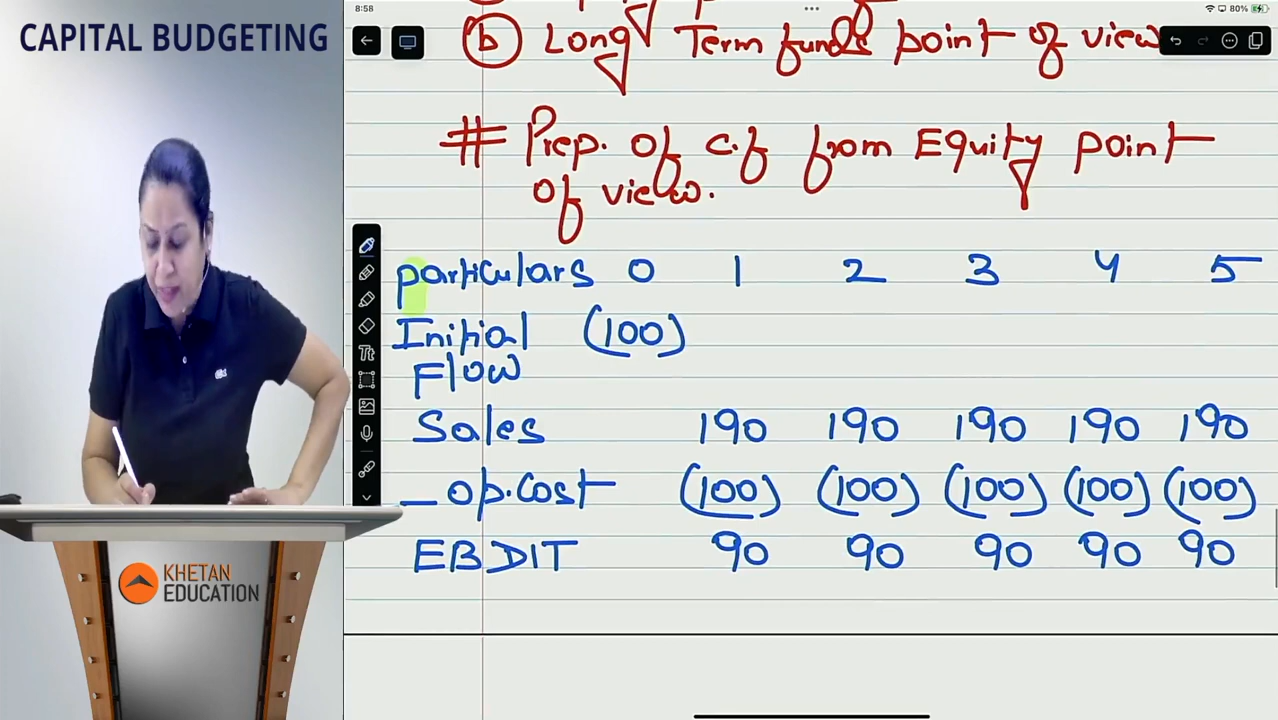 CAPITAL BUDGETING
8:58
80%
(b) Long Term funds point of view
# Prep. of c.f from Equity point
of view.
particulars 0 1 2 3 4 5
Initial (100)
Flow
Sales 190 190 190 190 190
_ op.cost (100) (100) (100) (100) (100)
EBDIT 90 90 90 90 90
Tt
KHETAN
EDUCATION